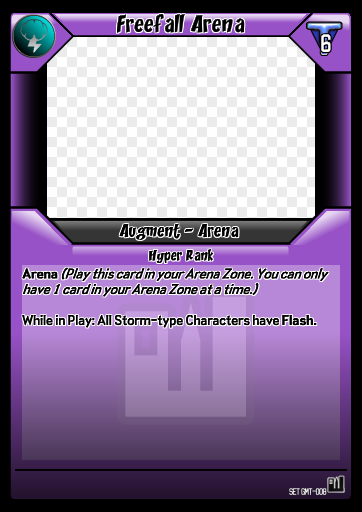 Freefall Arena
6
Augment - Arena
Hyper Rank
Arena (Play this card in your Arena Zone. You can only
have 1 card in your Arena Zone at a time.)
While in Play: All Storm-type Characters have Flash.
SET GMT-008